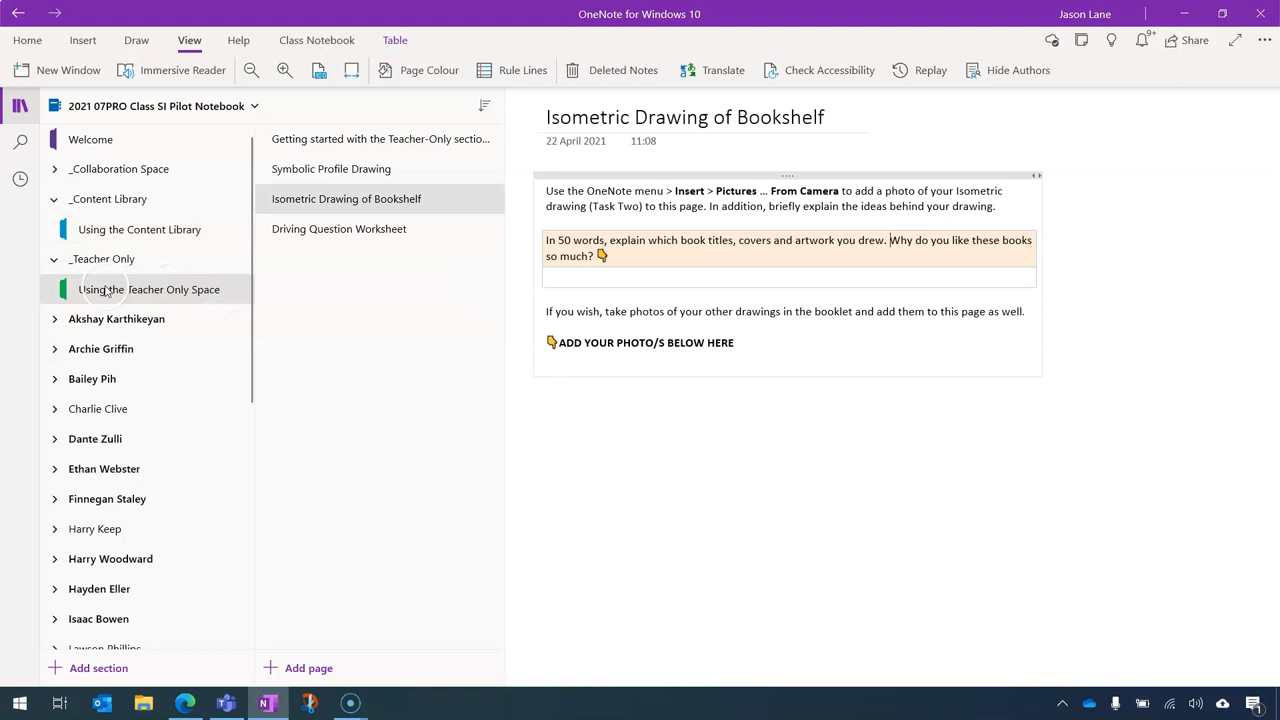 OneNote for Windows 10
Jason Lane
Home Insert Draw View Help Class Notebook Table
9+ Share
New Window Immersive Reader Page Colour Rule Lines Deleted Notes Translate Check Accessibility Replay Hide Authors
2021 07PRO Class SI Pilot Notebook
Welcome
_Collaboration Space
_Content Library
Using the Content Library
_Teacher Only
Using the Teacher Only Space
Akshay Karthikeyan
Archie Griffin
Bailey Pih
Charlie Clive
Dante Zulli
Ethan Webster
Finnegan Staley
Harry Keep
Harry Woodward
Hayden Eller
Isaac Bowen
Lawson Phillips
Add section
Getting started with the Teacher-Only sectio...
Symbolic Profile Drawing
Isometric Drawing of Bookshelf
Driving Question Worksheet
Add page
Isometric Drawing of Bookshelf
22 April 2021 11:08
Use the OneNote menu > Insert > Pictures ... From Camera to add a photo of your Isometric
drawing (Task Two) to this page. In addition, briefly explain the ideas behind your drawing.
In 50 words, explain which book titles, covers and artwork you drew. Why do you like these books
so much? 👇
If you wish, take photos of your other drawings in the booklet and add them to this page as well.
👇ADD YOUR PHOTO/S BELOW HERE
1